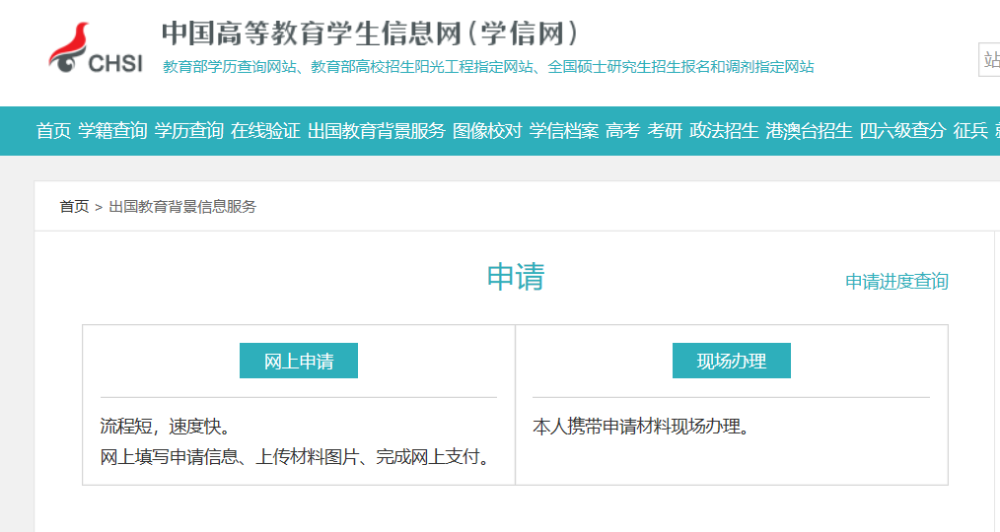 中国高等教育学生信息网(学信网)
CHSI
教育部学历查询网站、教育部高校招生阳光工程指定网站、全国硕士研究生招生报名和调剂指定网站
站
首页 学籍查询 学历查询 在线验证 出国教育背景服务 图像校对 学信档案 高考 考研 政法招生 港澳台招生 四六级查分 征兵
首页 > 出国教育背景信息服务
申请
申请进度查询
网上申请
流程短，速度快。
网上填写申请信息、上传材料图片、完成网上支付。
现场办理
本人携带申请材料现场办理。